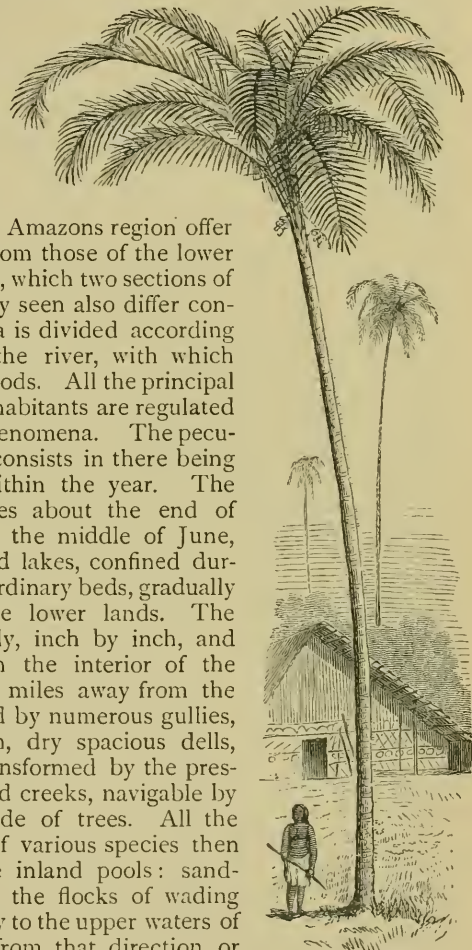 Amazons region offer
om those of the lower
, which two sections of
y seen also differ con-
a is divided according
the river, with which
ods. All the principal
habitants are regulated
enomena. The pecu-
consists in there being
ithin the year. The
es about the end of
the middle of June,
d lakes, confined dur-
rdinary beds, gradually
e lower lands. The
ly, inch by inch, and
the interior of the
miles away from the
d by numerous gullies,
n, dry spacious dells,
nsformed by the pres-
d creeks, navigable by
de of trees. All the
f various species then
e inland pools: sand-
the flocks of wading
y to the upper waters of
from that direction or